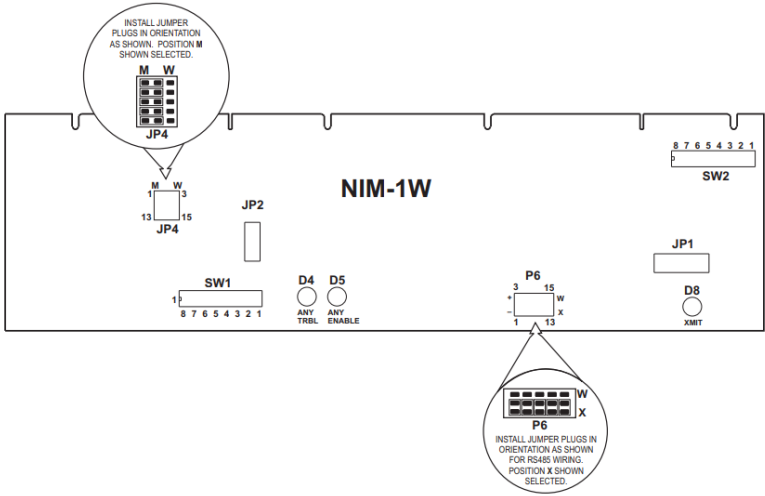 INSTALL JUMPER
PLUGS IN ORIENTATION
AS SHOWN. POSITION M
SHOWN SELECTED.
M W
JP4
M W
1 3
13 15
JP4
JP2
NIM-1W
8 7 6 5 4 3 2 1
SW2
JP1
SW1
1
8 7 6 5 4 3 2 1
D4 D5
ANY ANY
TRBL ENABLE
P6
3 15
+ W
– X
1 13
D8
XMIT
W
X
P6
INSTALL JUMPER PLUGS IN
ORIENTATION AS SHOWN
FOR RS485 WIRING.
POSITION X SHOWN
SELECTED.